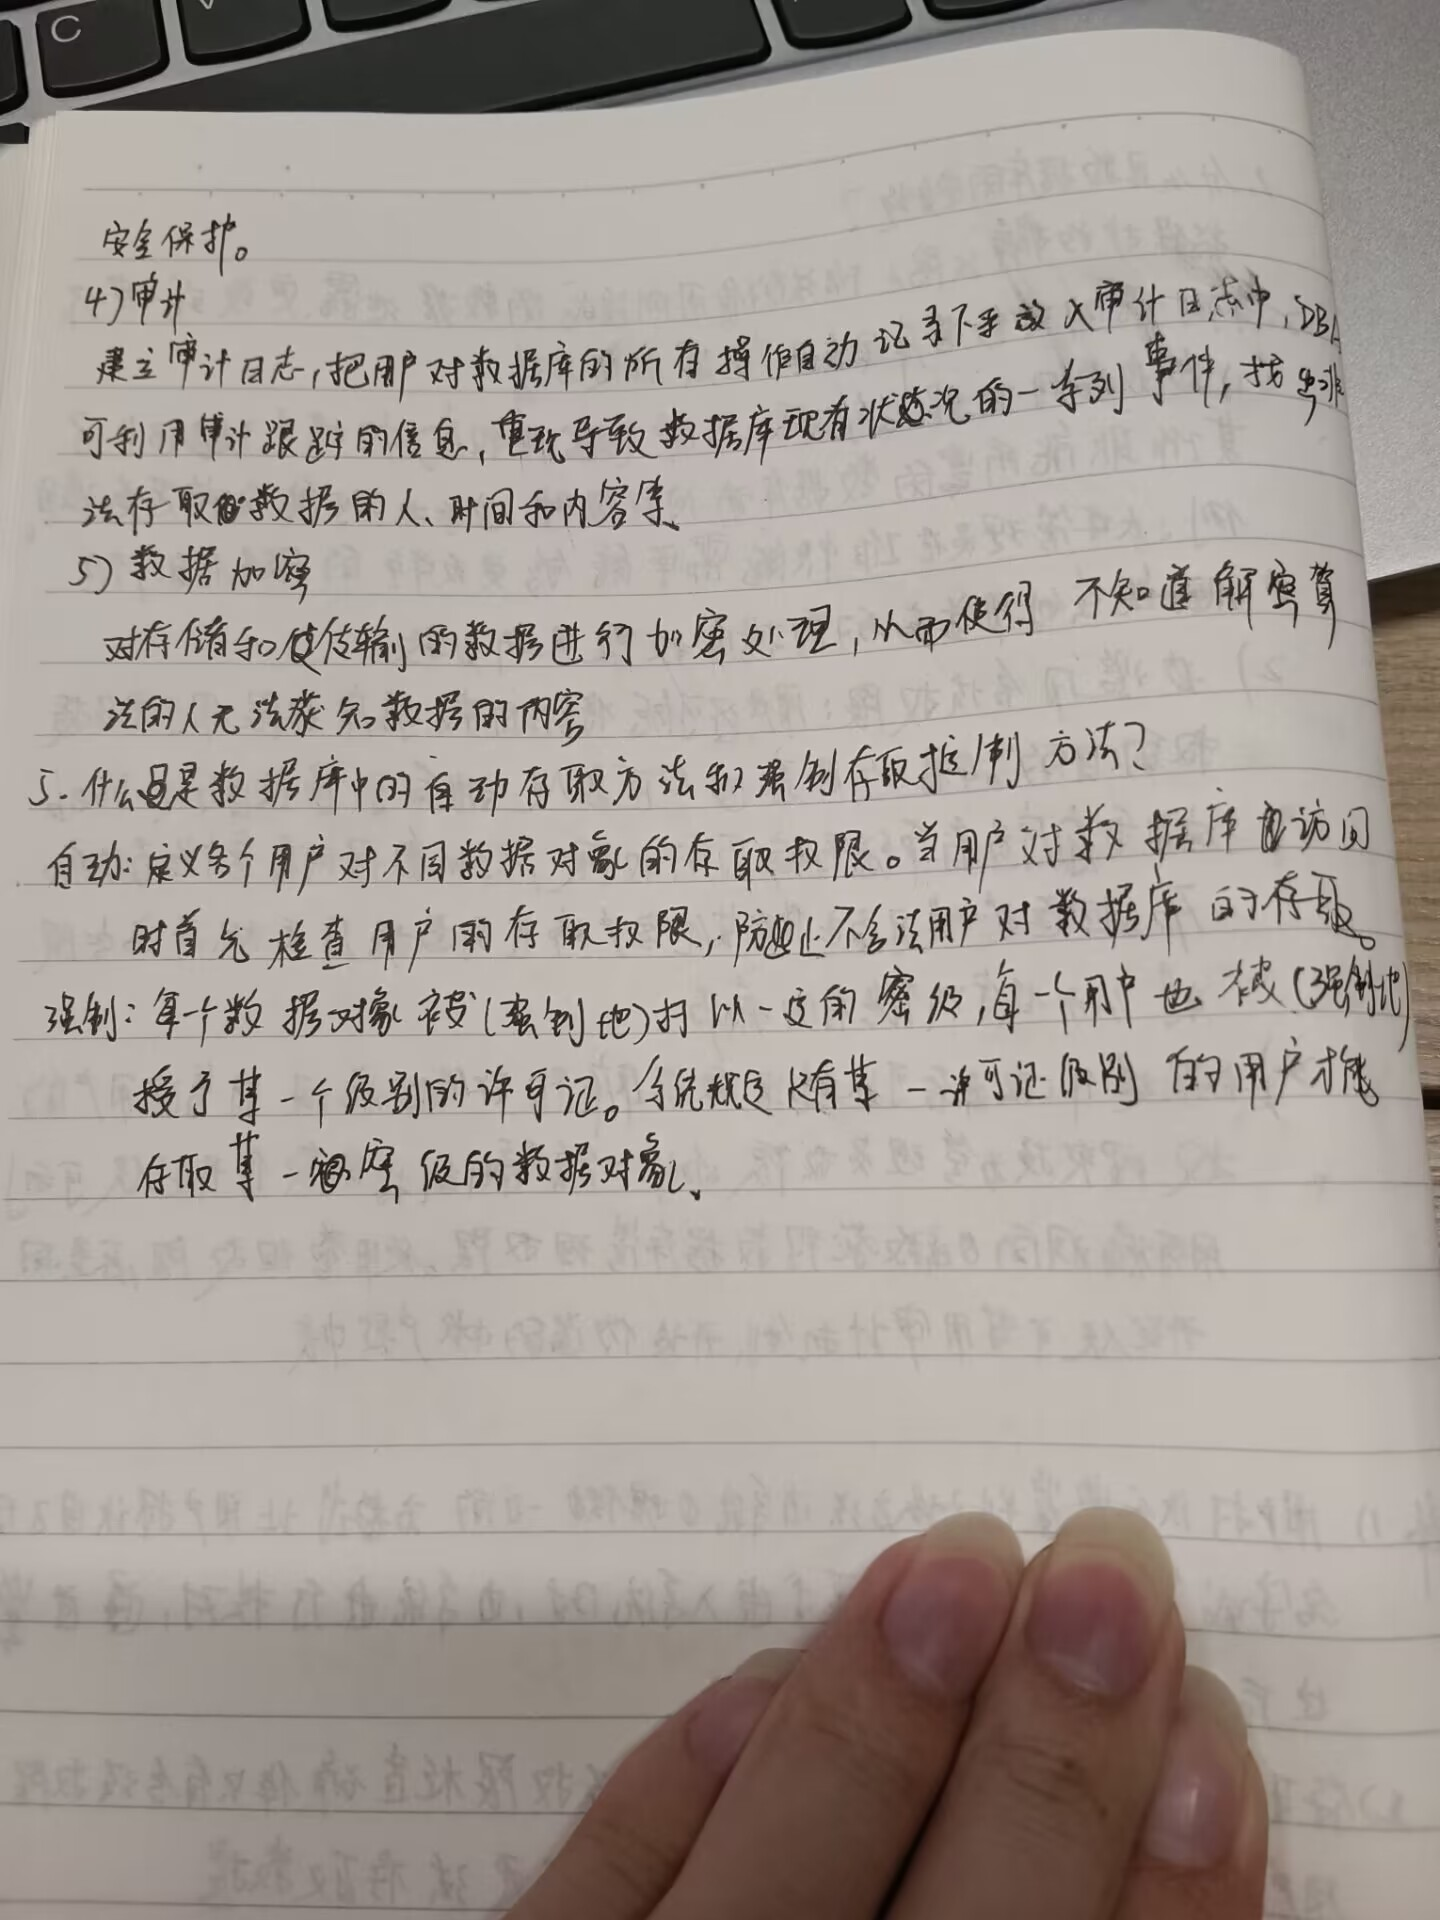 C
安全保护。
4)审计
建立审计日志,把用户对数据库的所有操作自动记录下来放入审计日志中,DBA
可利用审计跟踪的信息,重现导致数据库现有状态况的一系列事件,找出非
法存取数据的人、时间和内容等、
5)数据加密
对存储和传输的数据进行加密处理,从而使得不知道解密算
法的人无法获知数据的内容
5.什么是数据库中的自动存取方法和强制存取控制方法?
自动:定义各个用户对不同数据对象的存取权限。当用户对数据库访问
时首先检查用户的存取权限,防止不合法用户对数据库的存取。
强制:每一个数据对象被(强制地)打以一定的密级,每一个用户也被(强制地)
授予某一个级别的许可证。系统规定只有某一许可证级别的用户才能
存取某一密级的数据对象、